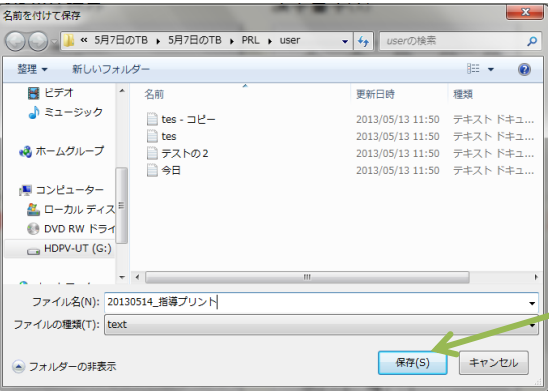 名前を付けて保存
« 5月7日のTB ▸ 5月7日のTB ▸ PRL ▸ user
userの検索
整理 ▼ 新しいフォルダー
ビデオ
ミュージック
ホームグループ
コンピューター
ローカル ディス
DVD RW ドライ
HDPV-UT (G:)
名前 更新日時 種類
tes - コピー 2013/05/13 11:50 テキスト ドキュ...
tes 2013/05/13 11:50 テキスト ドキュ...
テストの2 2013/05/13 11:50 テキスト ドキュ...
今日 2013/05/13 11:50 テキスト ドキュ...
ファイル名(N): 20130514_指導プリント
ファイルの種類(T): text
フォルダーの非表示
保存(S) キャンセル